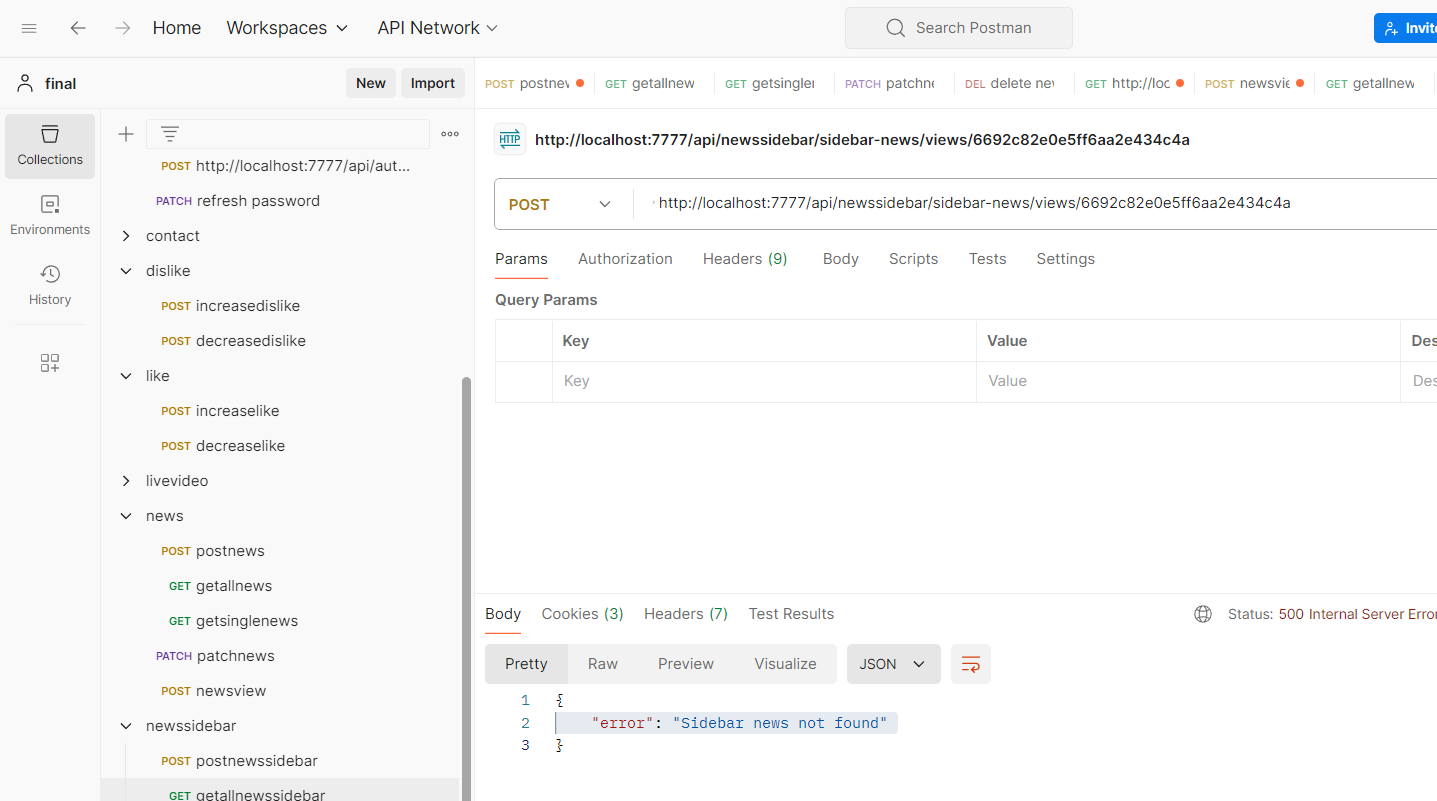 Home Workspaces API Network Search Postman Invite
final New Import
POST postnew GET getallnew GET getsinglei PATCH patchne DEL delete nev GET http://loc POST newsvie GET getallnew
Collections
Environments
History
POST http://localhost:7777/api/aut...
PATCH refresh password
contact
dislike
POST increasedislike
POST decreasedislike
like
POST increaselike
POST decreaselike
livevideo
news
POST postnews
GET getallnews
GET getsinglenews
PATCH patchnews
POST newsview
newssidebar
POST postnewssidebar
GET getallnewssidebar
HTTP http://localhost:7777/api/newssidebar/sidebar-news/views/6692c82e0e5ff6aa2e434c4a
POST http://localhost:7777/api/newssidebar/sidebar-news/views/6692c82e0e5ff6aa2e434c4a
Params Authorization Headers (9) Body Scripts Tests Settings
Query Params
Key Value Des
Key Value Des
Body Cookies (3) Headers (7) Test Results Status: 500 Internal Server Error
Pretty Raw Preview Visualize JSON
1 {
2 "error": "Sidebar news not found"
3 }